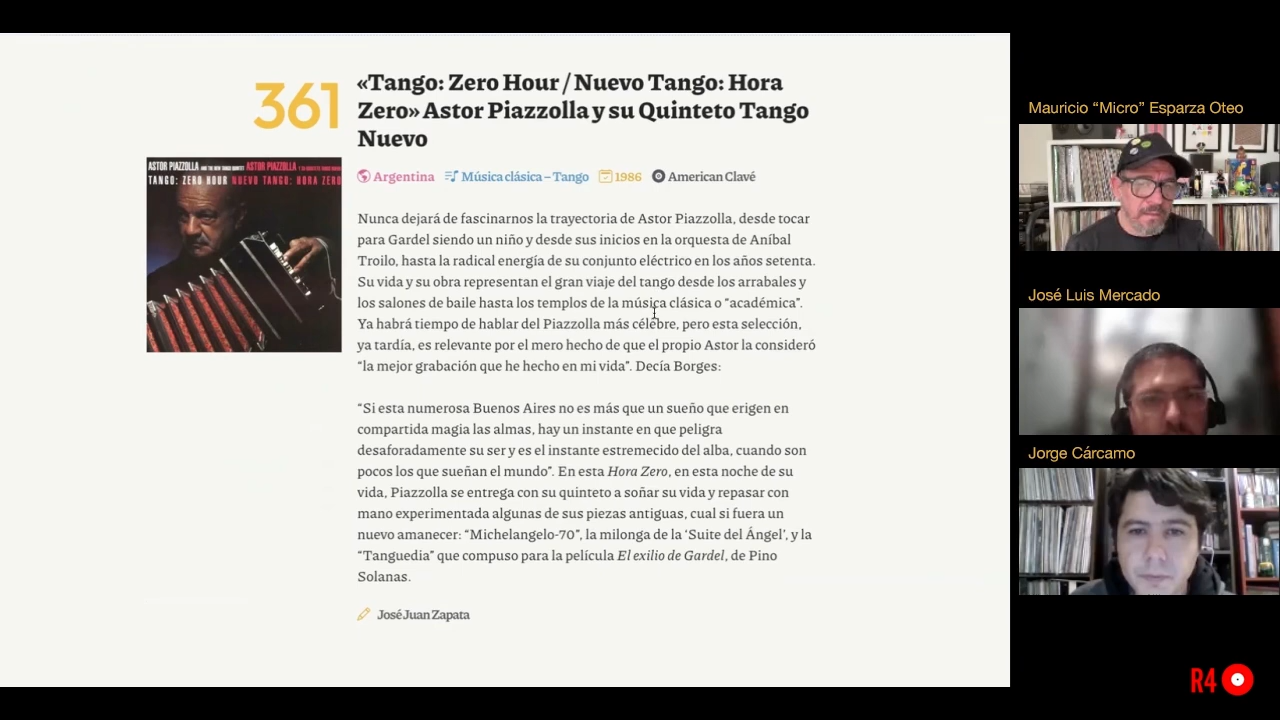 361
«Tango: Zero Hour / Nuevo Tango: Hora
Zero» Astor Piazzolla y su Quinteto Tango
Nuevo
Argentina Música clásica – Tango 1986 American Clavé
ASTOR PIAZZOLLA AND THE NEW TANGO QUINTET ASTOR PIAZZOLLA Y SU QUINTETO TANGO NUEVO
TANGO: ZERO HOUR NUEVO TANGO: HORA ZERO
Nunca dejará de fascinarnos la trayectoria de Astor Piazzolla, desde tocar
para Gardel siendo un niño y desde sus inicios en la orquesta de Aníbal
Troilo, hasta la radical energía de su conjunto eléctrico en los años setenta.
Su vida y su obra representan el gran viaje del tango desde los arrabales y
los salones de baile hasta los templos de la música clásica o "académica".
Ya habrá tiempo de hablar del Piazzolla más célebre, pero esta selección,
ya tardía, es relevante por el mero hecho de que el propio Astor la consideró
"la mejor grabación que he hecho en mi vida". Decía Borges:
"Si esta numerosa Buenos Aires no es más que un sueño que erigen en
compartida magia las almas, hay un instante en que peligra
desaforadamente su ser y es el instante estremecido del alba, cuando son
pocos los que sueñan el mundo". En esta Hora Zero, en esta noche de su
vida, Piazzolla se entrega con su quinteto a soñar su vida y repasar con
mano experimentada algunas de sus piezas antiguas, cual si fuera un
nuevo amanecer: "Michelangelo-70", la milonga de la 'Suite del Ángel', y la
"Tanguedia" que compuso para la película El exilio de Gardel, de Pino
Solanas.
José Juan Zapata
Mauricio "Micro" Esparza Oteo
José Luis Mercado
Jorge Cárcamo
R4